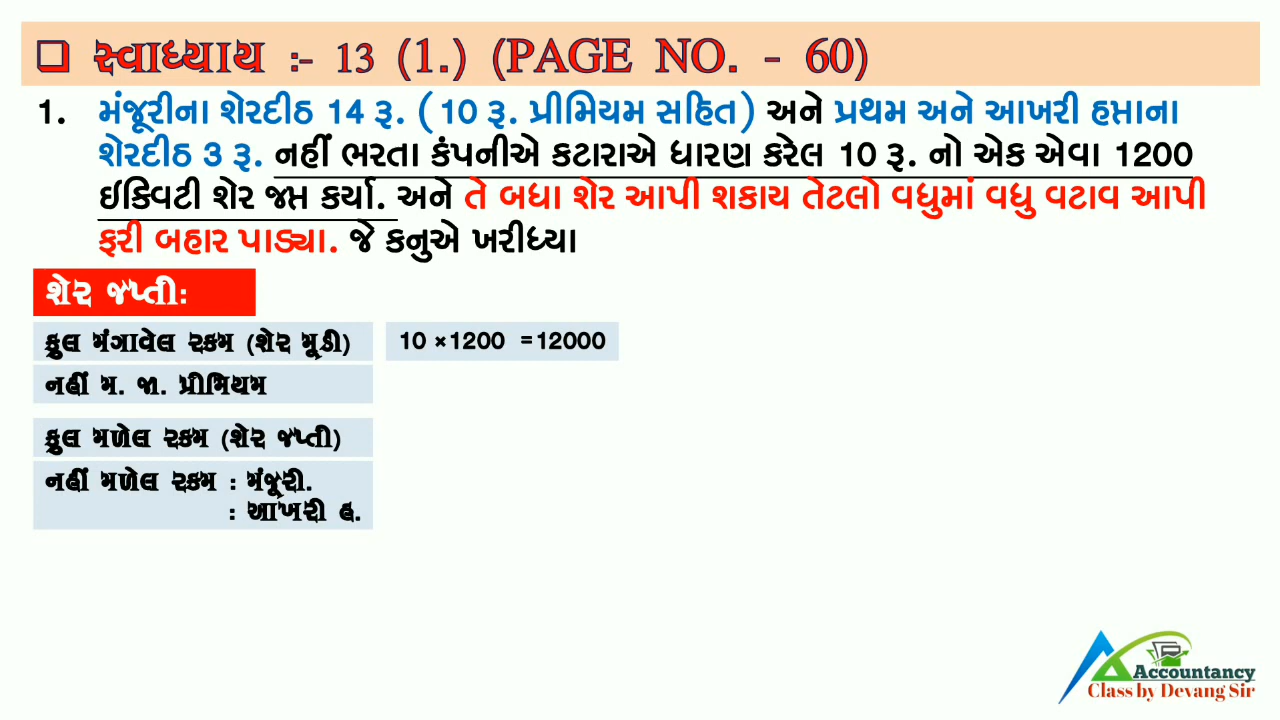 ❑ સ્વાધ્યાય :- 13 (1.) (PAGE NO. - 60)
1. મંજૂરીના શેરદીઠ 14 રૂ. (10 રૂ. પ્રીમિયમ સહિત) અને પ્રથમ અને આખરી હપ્તાના
શેરદીઠ 3 રૂ. નહીં ભરતા કંપનીએ કટારાએ ધારણ કરેલ 10 રૂ. નો એક એવા 1200
ઈક્વિટી શેર જપ્ત કર્યા. અને તે બધા શેર આપી શકાય તેટલો વધુમાં વધુ વટાવ આપી
ફરી બહાર પાડ્યા. જે કનુએ ખરીધ્યા
શેર જપ્તી:
કુલ મંગાવેલ રકમ (શેર મૂડી) 10 × 1200 = 12000
નહીં મ. જા. પ્રીમિયમ
કુલ મળેલ રકમ (શેર જપ્તી)
નહીં મળેલ રકમ : મંજૂરી.
: આખરી હ.
Accountancy
Class by Devang Sir